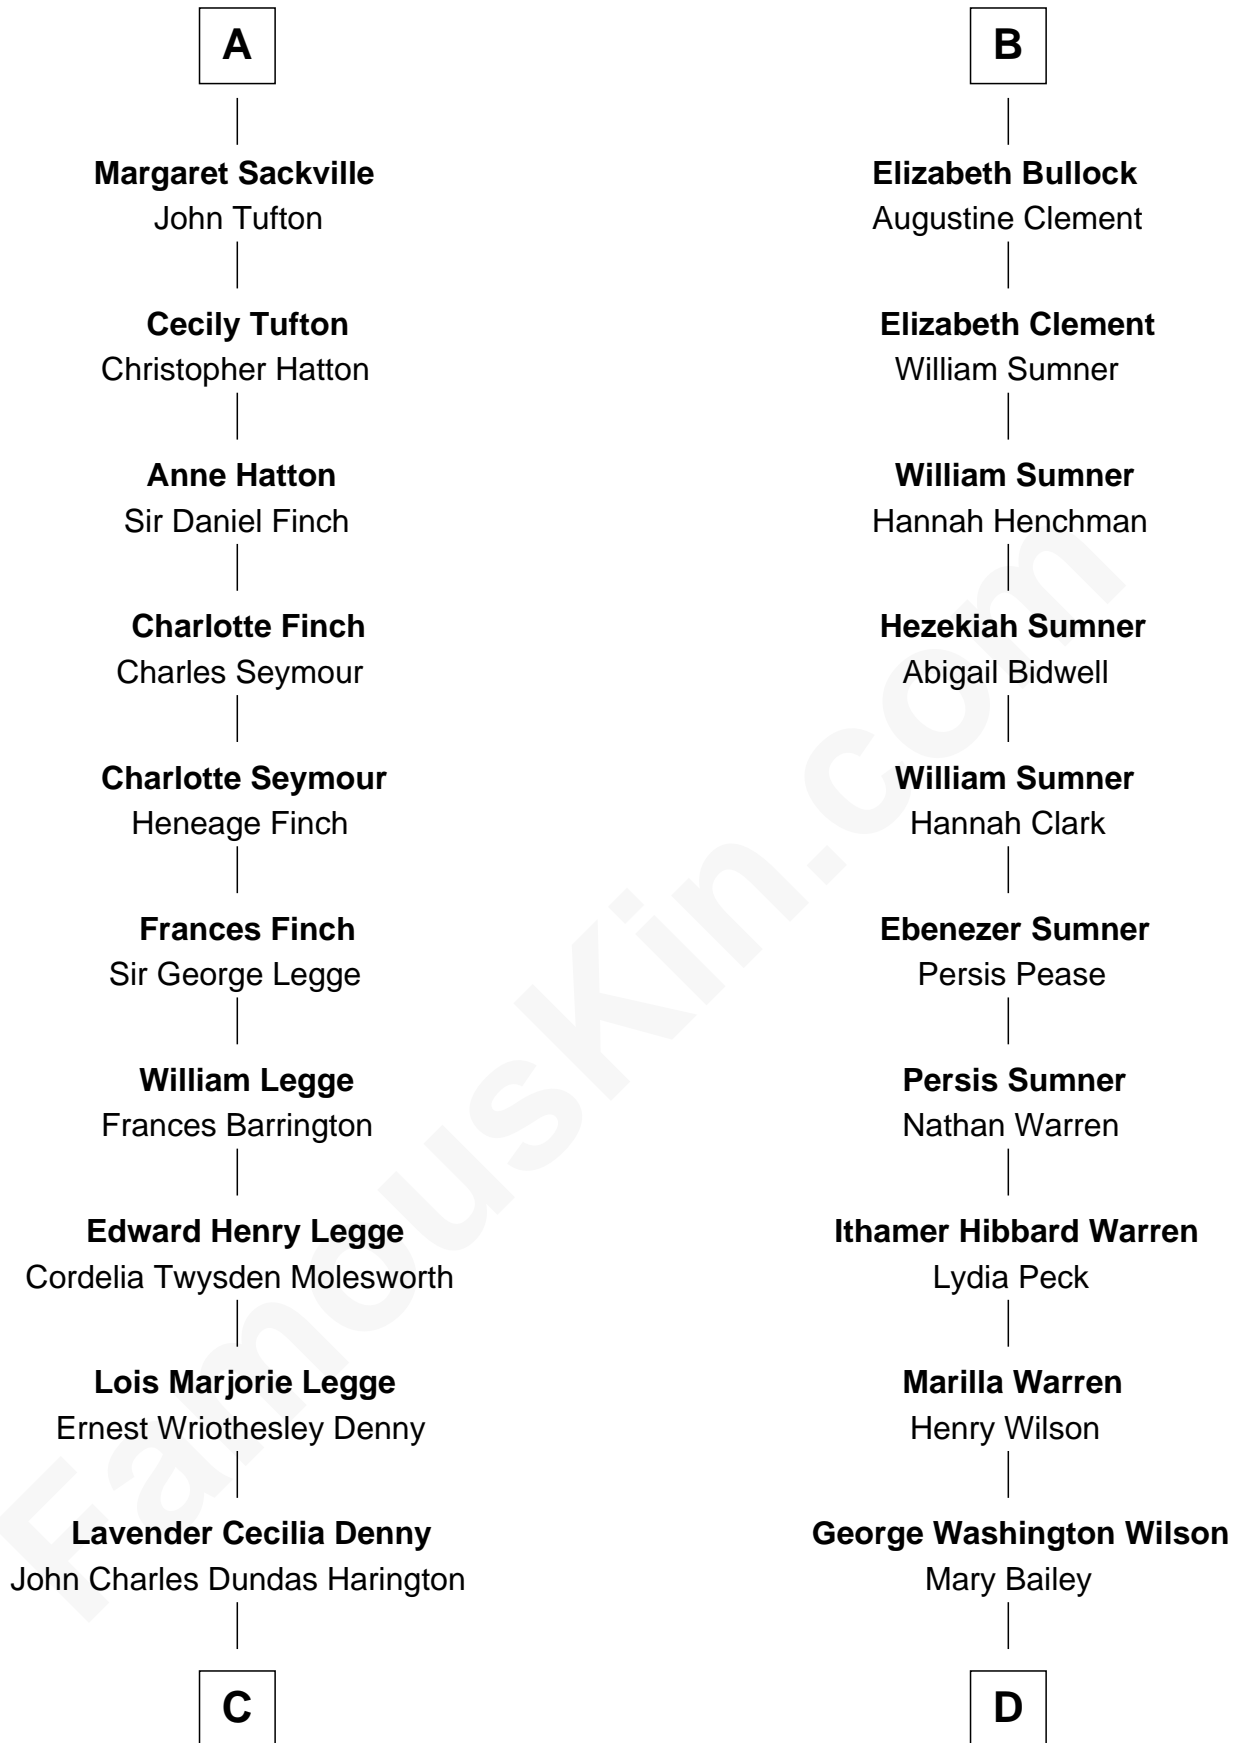 A
Margaret Sackville
John Tufton
Cecily Tufton
Christopher Hatton
Anne Hatton
Sir Daniel Finch
Charlotte Finch
Charles Seymour
Charlotte Seymour
Heneage Finch
Frances Finch
Sir George Legge
William Legge
Frances Barrington
Edward Henry Legge
Cordelia Twysden Molesworth
Lois Marjorie Legge
Ernest Wriothesley Denny
Lavender Cecilia Denny
John Charles Dundas Harington
C
B
Elizabeth Bullock
Augustine Clement
Elizabeth Clement
William Sumner
William Sumner
Hannah Henchman
Hezekiah Sumner
Abigail Bidwell
William Sumner
Hannah Clark
Ebenezer Sumner
Persis Pease
Persis Sumner
Nathan Warren
Ithamer Hibbard Warren
Lydia Peck
Marilla Warren
Henry Wilson
George Washington Wilson
Mary Bailey
D
FamousKin.com